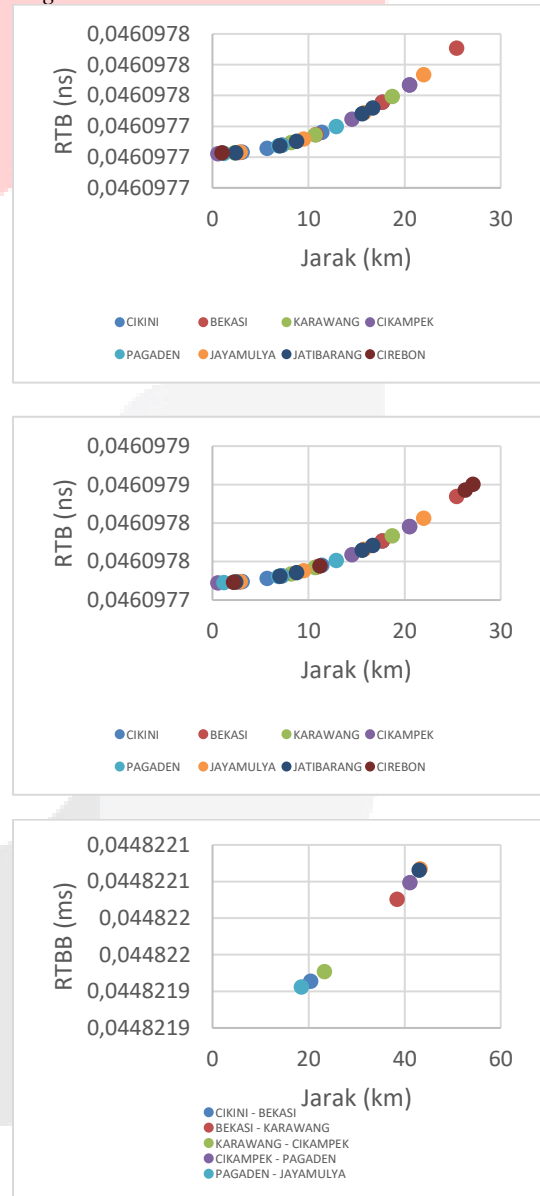 0,0460978
0,0460978
0,0460978
0,0460977
0,0460977
0,0460977
RTB (ns)
0 10 20 30
Jarak (km)
CIKINI BEKASI KARAWANG CIKAMPEK
PAGADEN JAYAMULYA JATIBARANG CIREBON
0,0460979
0,0460979
0,0460978
0,0460978
0,0460977
RTB (ns)
0 10 20 30
Jarak (km)
CIKINI BEKASI KARAWANG CIKAMPEK
PAGADEN JAYAMULYA JATIBARANG CIREBON
0,0448221
0,0448221
0,044822
0,044822
0,0448219
0,0448219
RTBB (ms)
0 20 40 60
Jarak (km)
CIKINI - BEKASI
BEKASI - KARAWANG
KARAWANG - CIKAMPEK
CIKAMPEK - PAGADEN
PAGADEN - JAYAMULYA